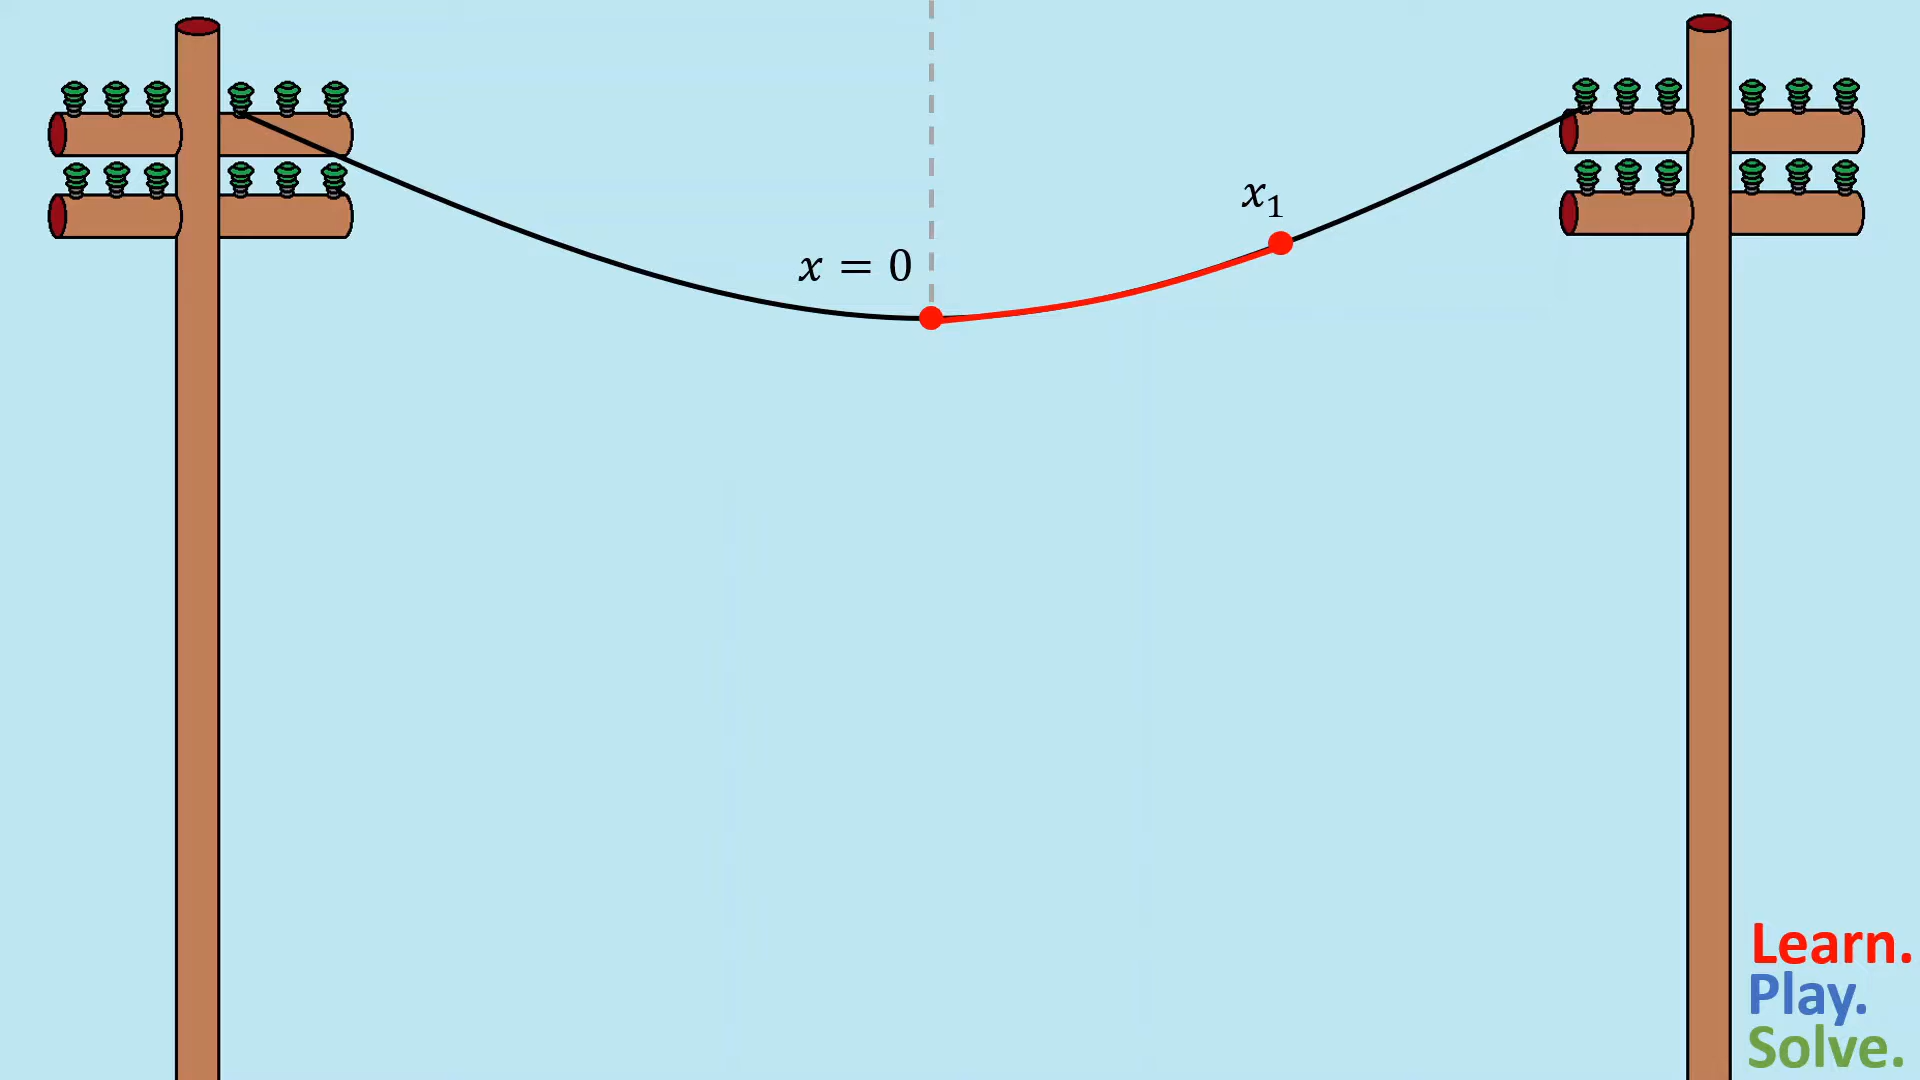 x₁
x = 0
Learn.
Play.
Solve.